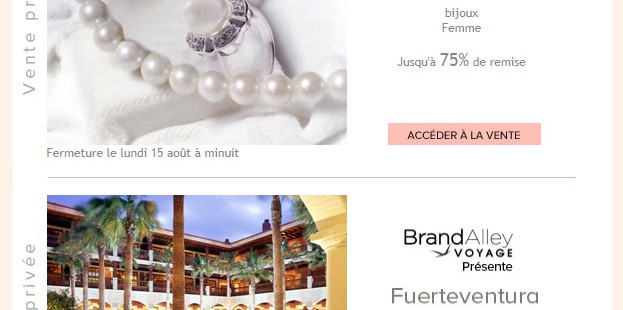 Vente pr
bijoux
Femme
Jusqu'à 75% de remise
ACCÉDER À LA VENTE
Fermeture le lundi 15 août à minuit
privée
BrandAlley
VOYAGE
Présente
Fuerteventura